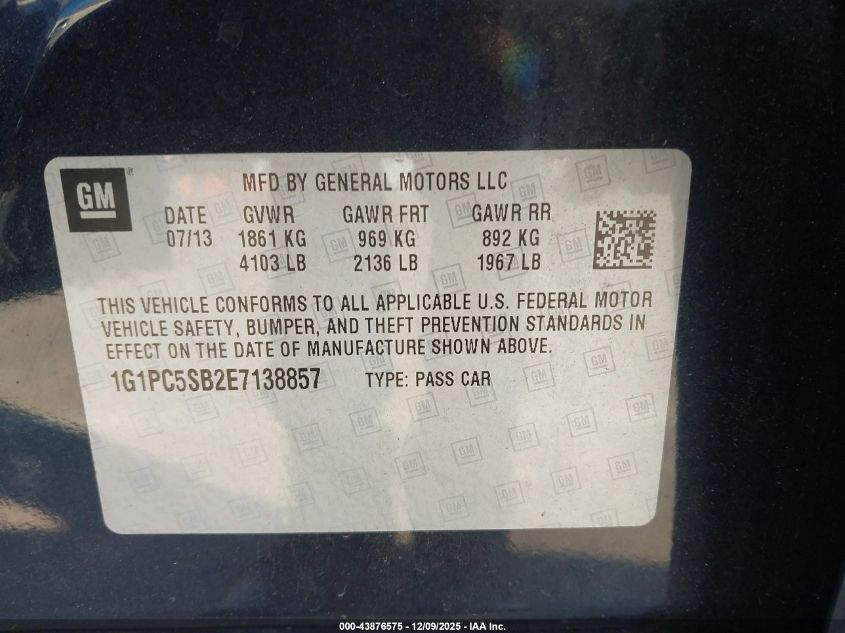 GM
MFD BY GENERAL MOTORS LLC
DATE GVWR GAWR FRT GAWR RR
07/13 1861 KG 969 KG 892 KG
4103 LB 2136 LB 1967 LB
THIS VEHICLE CONFORMS TO ALL APPLICABLE U.S. FEDERAL MOTOR
VEHICLE SAFETY, BUMPER, AND THEFT PREVENTION STANDARDS IN
EFFECT ON THE DATE OF MANUFACTURE SHOWN ABOVE.
1G1PC5SB2E7138857 TYPE: PASS CAR
000-43876575 - 12/09/2025 - IAA Inc.